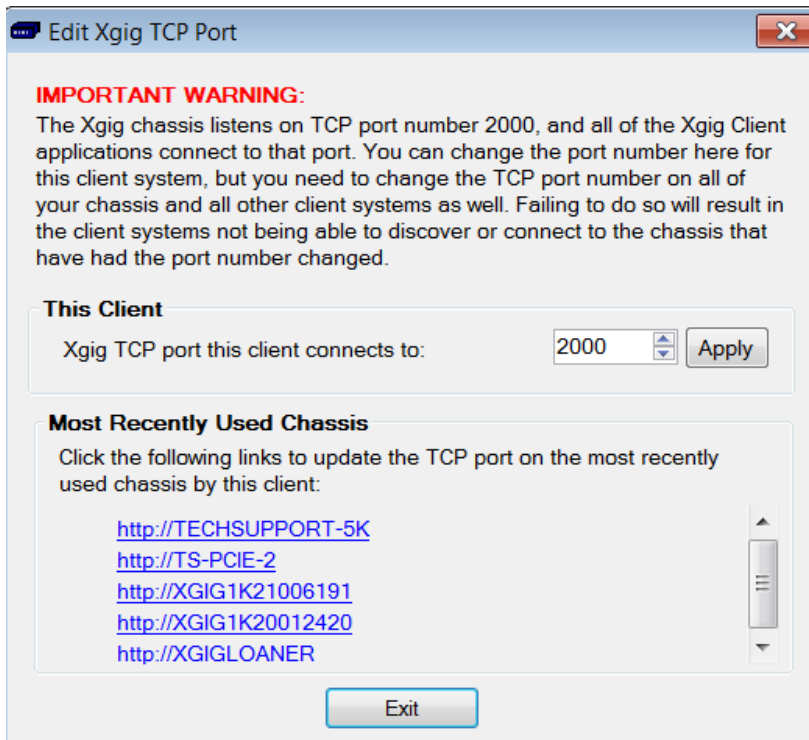 Edit Xgig TCP Port
IMPORTANT WARNING:
The Xgig chassis listens on TCP port number 2000, and all of the Xgig Client
applications connect to that port. You can change the port number here for
this client system, but you need to change the TCP port number on all of
your chassis and all other client systems as well. Failing to do so will result in
the client systems not being able to discover or connect to the chassis that
have had the port number changed.
This Client
Xgig TCP port this client connects to:
2000
Apply
Most Recently Used Chassis
Click the following links to update the TCP port on the most recently
used chassis by this client:
http://TECHSUPPORT-5K
http://TS-PCIE-2
http://XGIG1K21006191
http://XGIG1K20012420
http://XGIGLOANER
Exit